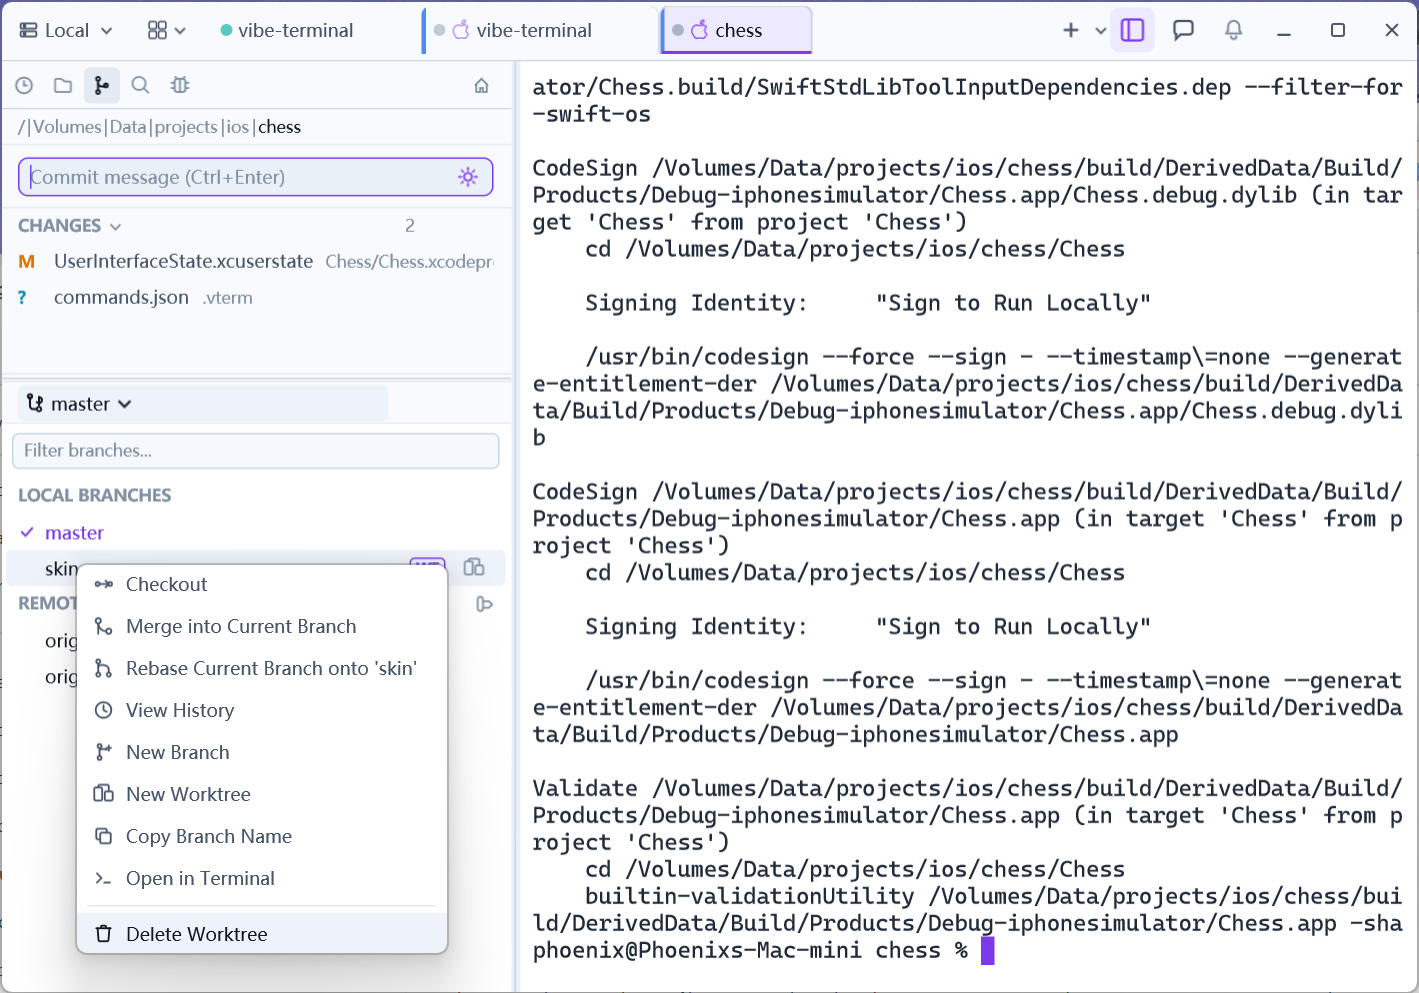 Local
vibe-terminal
vibe-terminal
chess
/|Volumes|Data|projects|ios|chess
Commit message (Ctrl+Enter)
CHANGES 2
M UserInterfaceState.xcuserstate Chess/Chess.xcodepr
? commands.json .vterm
master
Filter branches...
LOCAL BRANCHES
master
skin
REMOT
orig
orig
Checkout
Merge into Current Branch
Rebase Current Branch onto 'skin'
View History
New Branch
New Worktree
Copy Branch Name
Open in Terminal
Delete Worktree
ator/Chess.build/SwiftStdLibToolInputDependencies.dep --filter-for
-swift-os
CodeSign /Volumes/Data/projects/ios/chess/build/DerivedData/Build/
Products/Debug-iphonesimulator/Chess.app/Chess.debug.dylib (in tar
get 'Chess' from project 'Chess')
cd /Volumes/Data/projects/ios/chess/Chess
Signing Identity: "Sign to Run Locally"
/usr/bin/codesign --force --sign - --timestamp\=none --generat
e-entitlement-der /Volumes/Data/projects/ios/chess/build/DerivedDa
ta/Build/Products/Debug-iphonesimulator/Chess.app/Chess.debug.dyli
b
CodeSign /Volumes/Data/projects/ios/chess/build/DerivedData/Build/
Products/Debug-iphonesimulator/Chess.app (in target 'Chess' from p
roject 'Chess')
cd /Volumes/Data/projects/ios/chess/Chess
Signing Identity: "Sign to Run Locally"
/usr/bin/codesign --force --sign - --timestamp\=none --generat
e-entitlement-der /Volumes/Data/projects/ios/chess/build/DerivedDa
ta/Build/Products/Debug-iphonesimulator/Chess.app
Validate /Volumes/Data/projects/ios/chess/build/DerivedData/Build/
Products/Debug-iphonesimulator/Chess.app (in target 'Chess' from p
roject 'Chess')
cd /Volumes/Data/projects/ios/chess/Chess
builtin-validationUtility /Volumes/Data/projects/ios/chess/bui
ld/DerivedData/Build/Products/Debug-iphonesimulator/Chess.app -sha
phoenix@Phoenixs-Mac-mini chess %